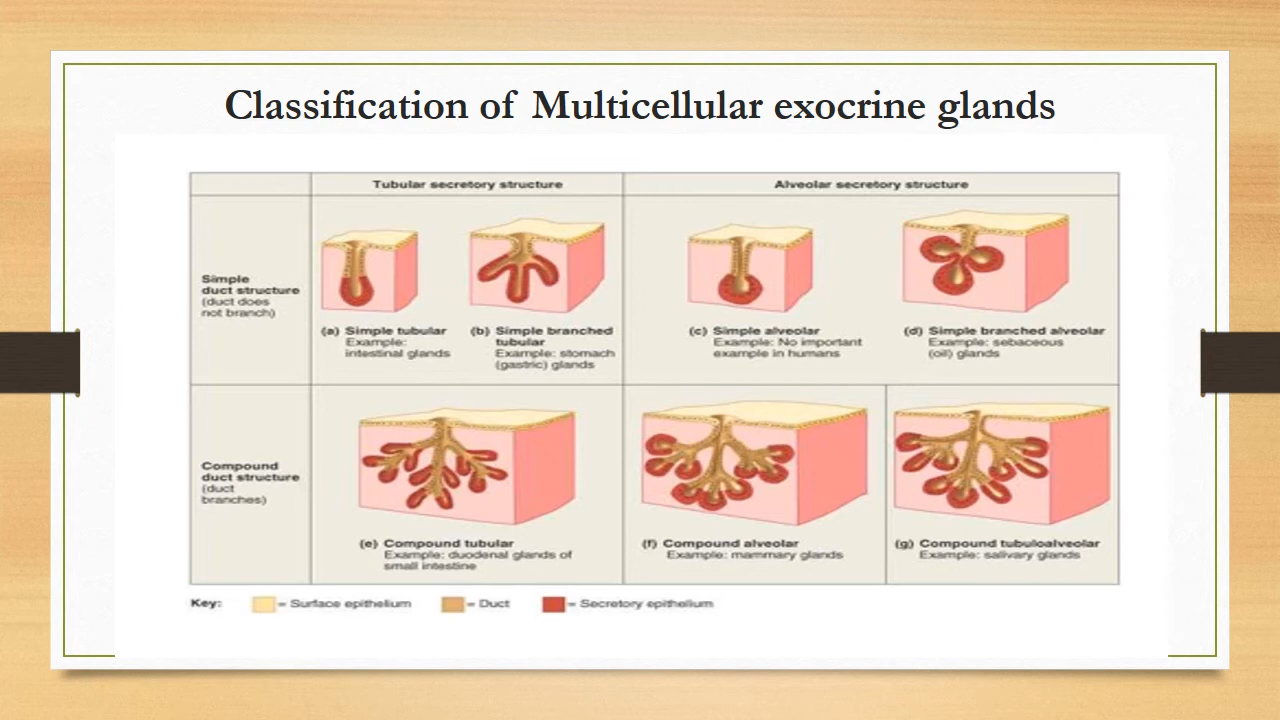 Classification of Multicellular exocrine glands
Tubular secretory structure
Alveolar secretory structure
Simple
duct structure
(duct does
not branch)
(a) Simple tubular
Example:
intestinal glands
(b) Simple branched
tubular
Example: stomach
(gastric) glands
(c) Simple alveolar
Example: No important
example in humans
(d) Simple branched alveolar
Example: sebaceous
(oil) glands
Compound
duct structure
(duct
branches)
(e) Compound tubular
Example: duodenal glands of
small intestine
(f) Compound alveolar
Example: mammary glands
(g) Compound tubuloalveolar
Example: salivary glands
Key: = Surface epithelium = Duct = Secretory epithelium